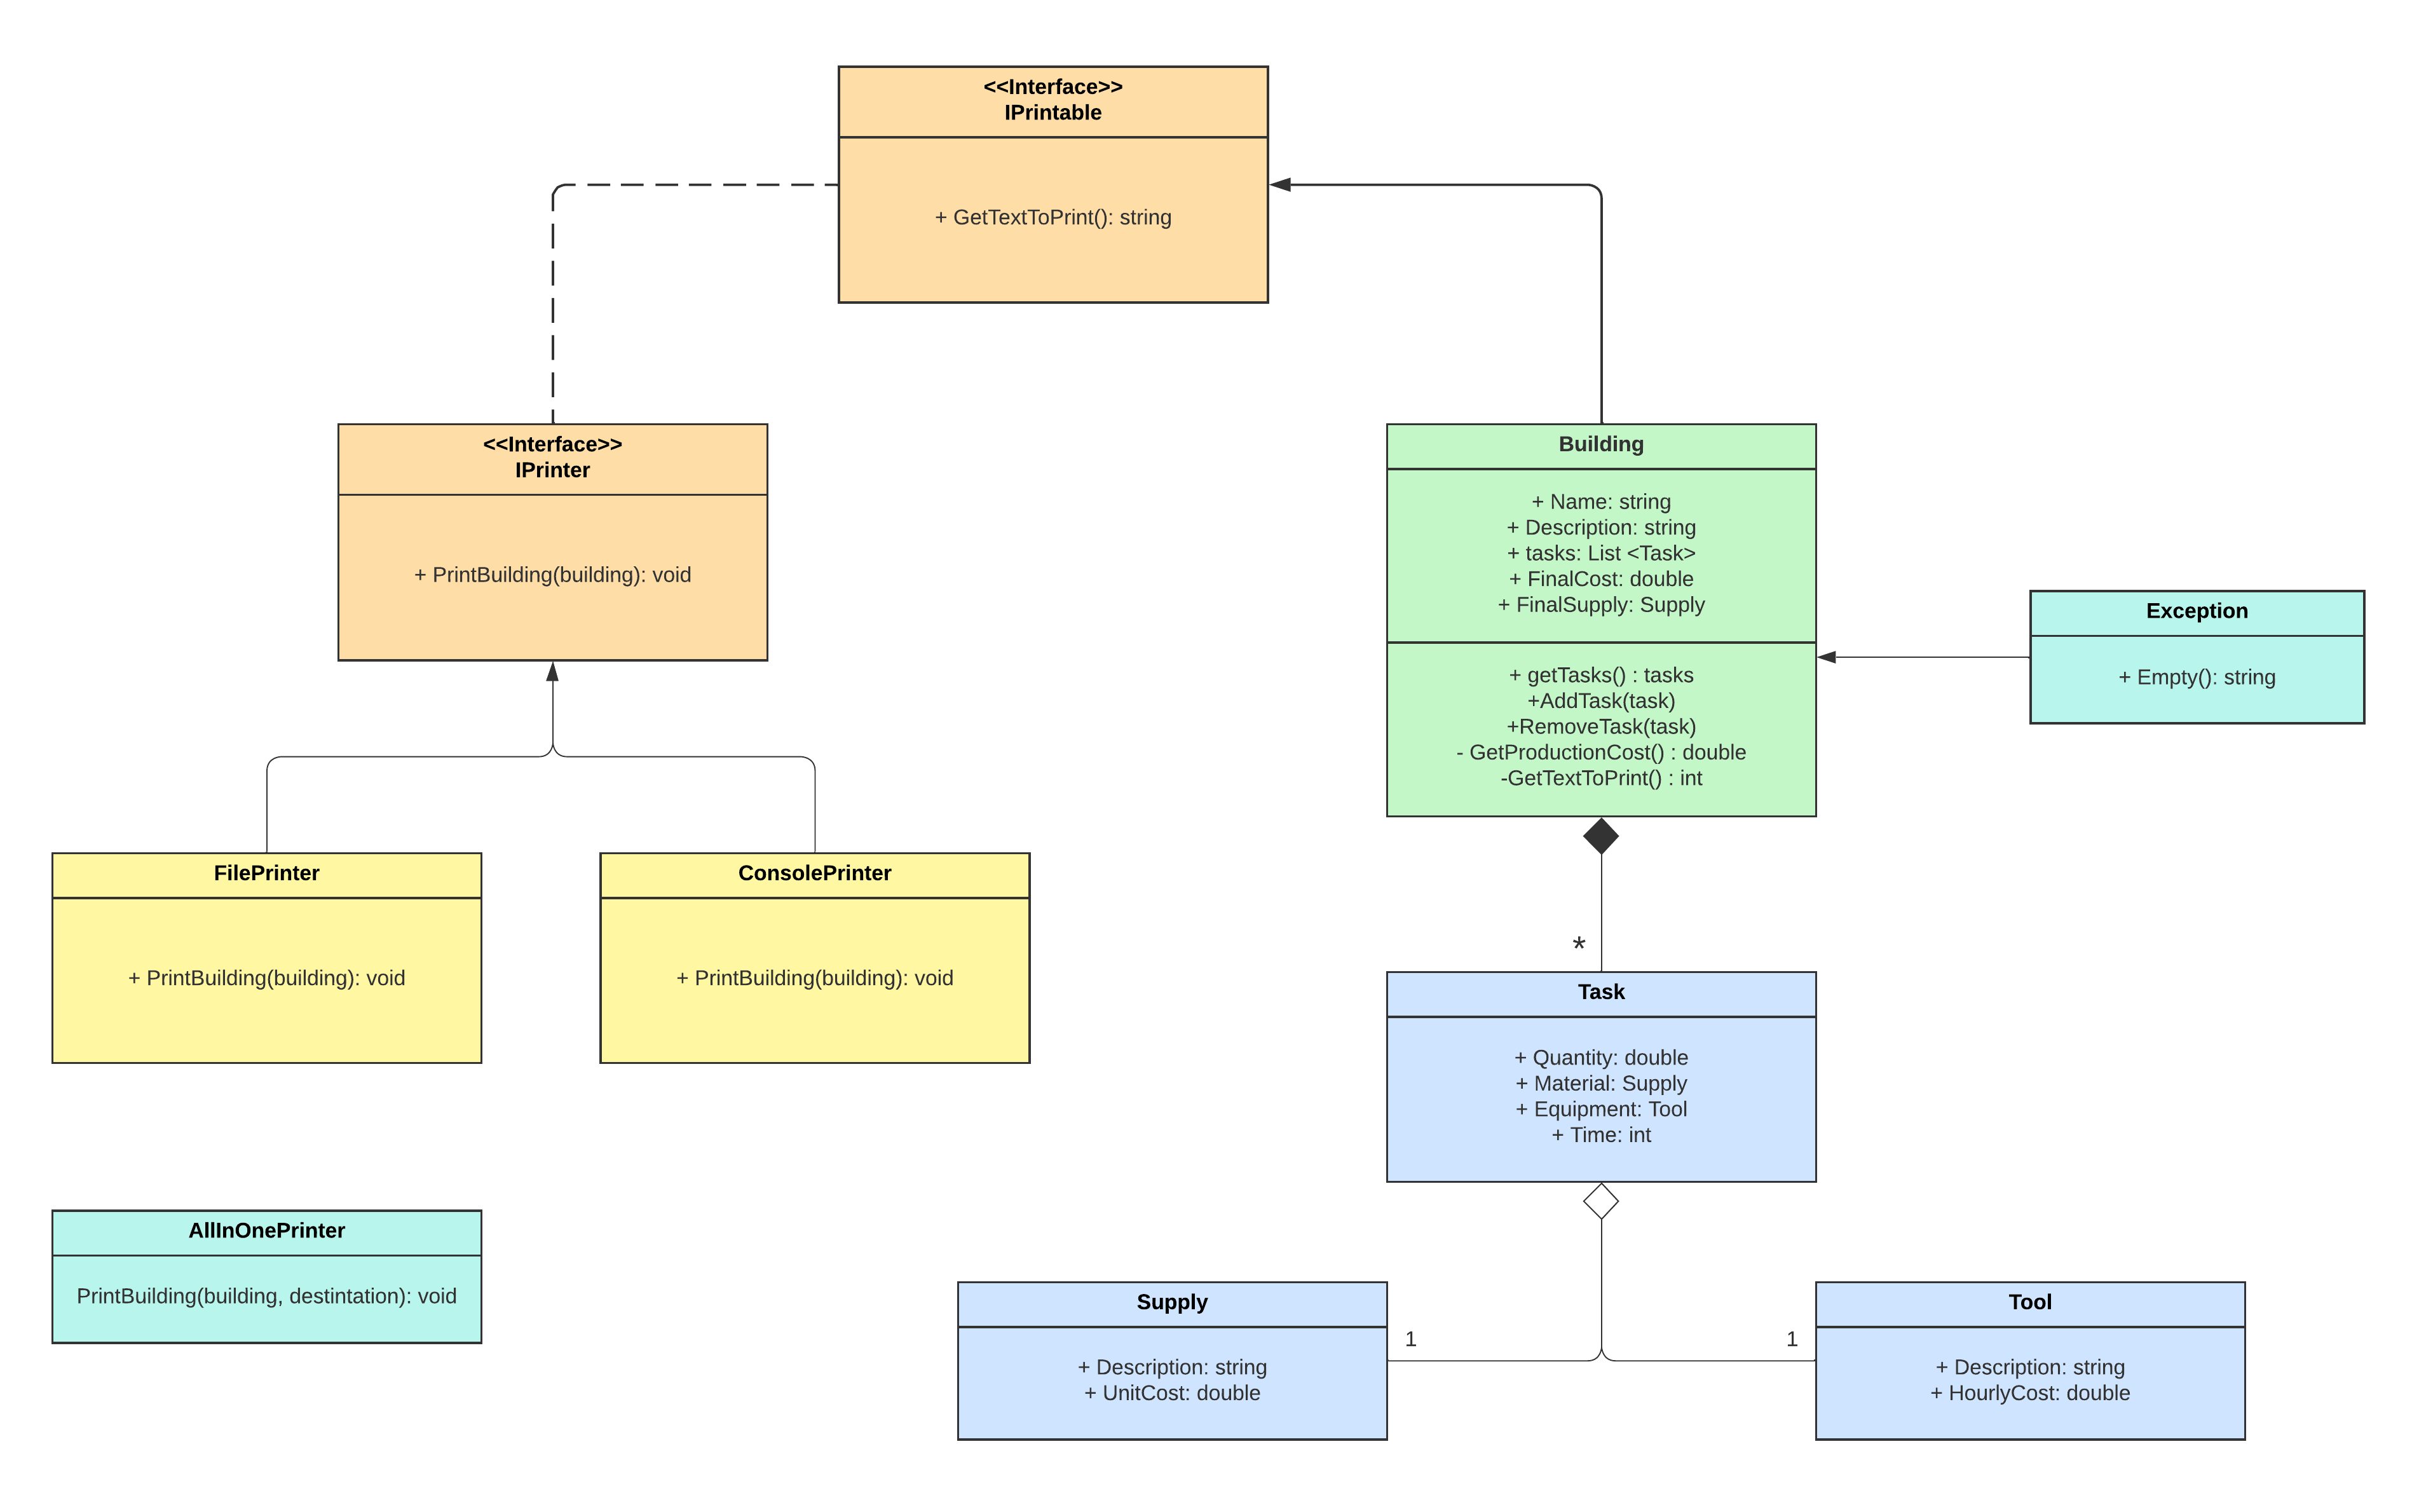 <<Interface>>
IPrintable
+ GetTextToPrint(): string
<<Interface>>
IPrinter
+ PrintBuilding(building): void
Building
+ Name: string
+ Description: string
+ tasks: List <Task>
+ FinalCost: double
+ FinalSupply: Supply
+ getTasks() : tasks
+AddTask(task)
+RemoveTask(task)
- GetProductionCost() : double
-GetTextToPrint() : int
Exception
+ Empty(): string
FilePrinter
+ PrintBuilding(building): void
ConsolePrinter
+ PrintBuilding(building): void
*
Task
+ Quantity: double
+ Material: Supply
+ Equipment: Tool
+ Time: int
AllInOnePrinter
PrintBuilding(building, destintation): void
Supply
+ Description: string
+ UnitCost: double
1
1
Tool
+ Description: string
+ HourlyCost: double